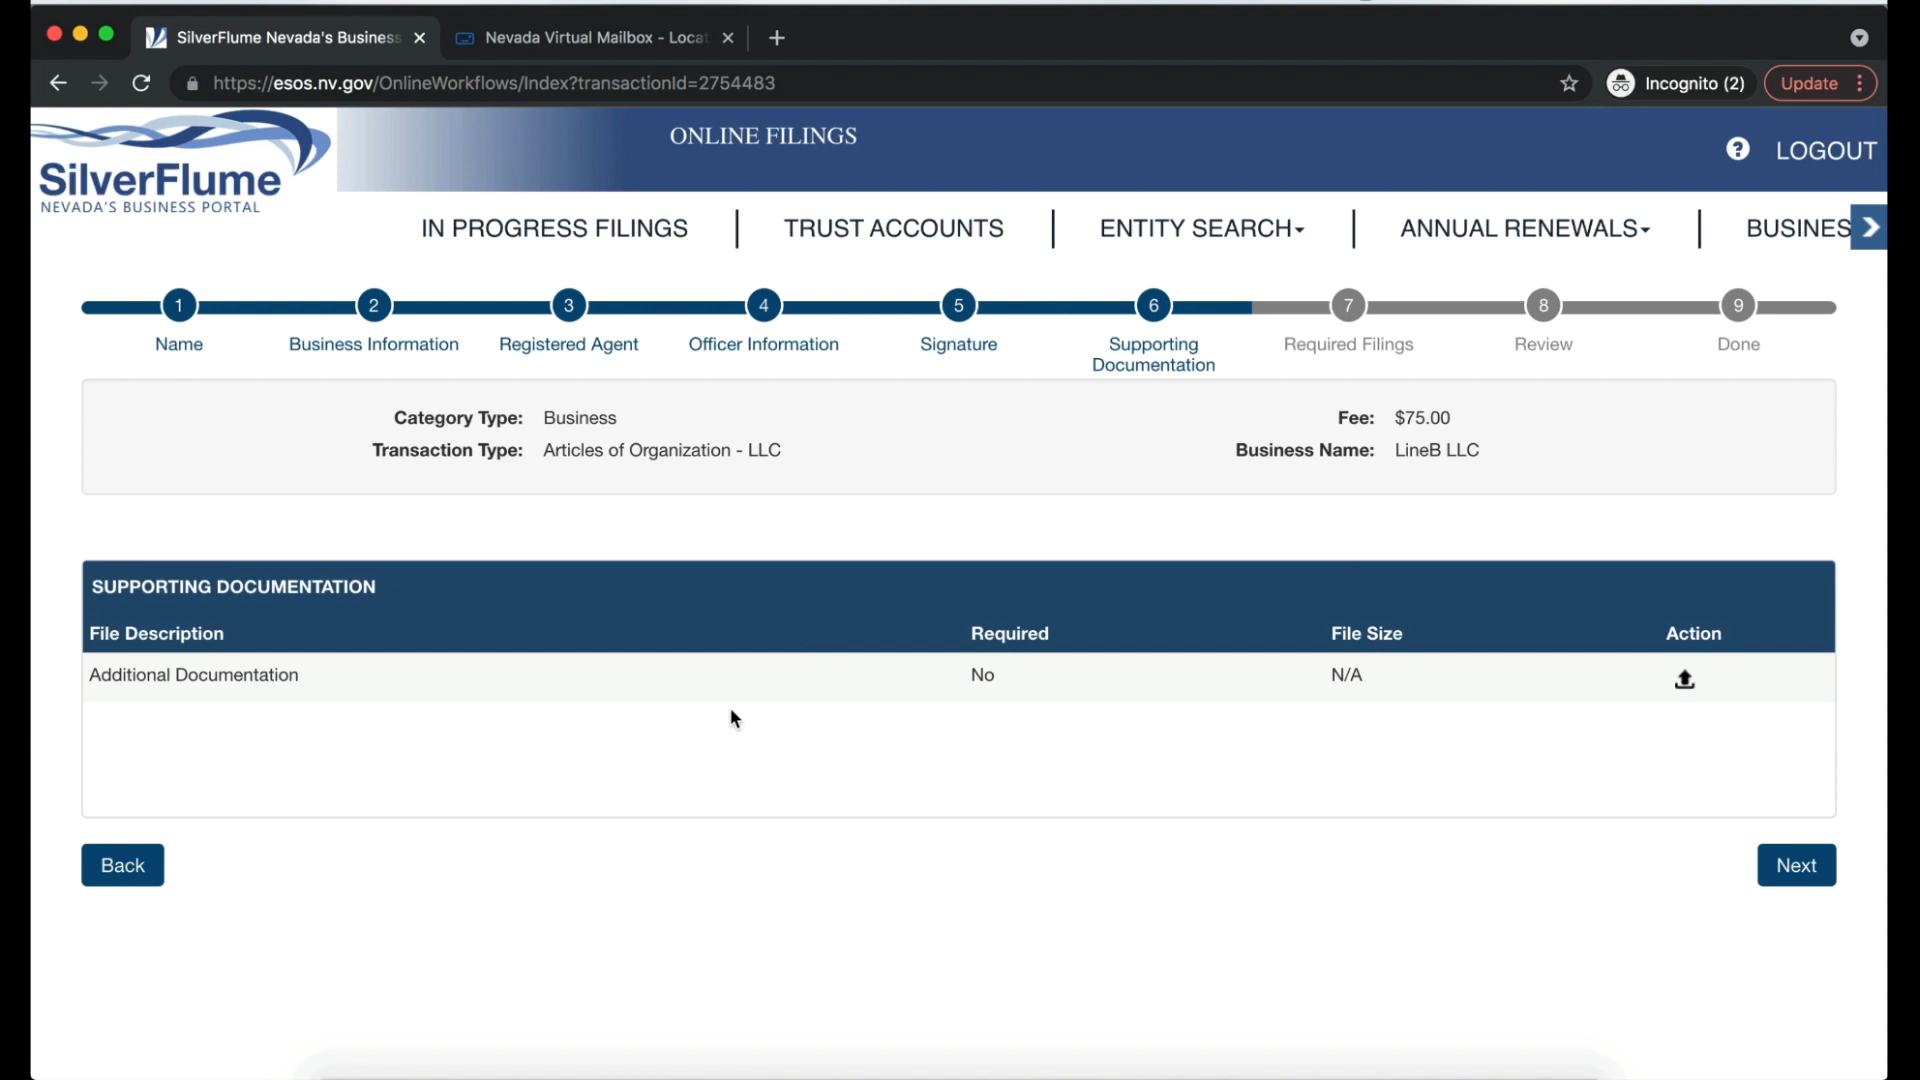 SilverFlume Nevada's Business
Nevada Virtual Mailbox - Locat
https://esos.nv.gov/OnlineWorkflows/Index?transactionId=2754483
Incognito (2)
Update
SilverFlume
NEVADA'S BUSINESS PORTAL
ONLINE FILINGS
? LOGOUT
IN PROGRESS FILINGS
TRUST ACCOUNTS
ENTITY SEARCH
ANNUAL RENEWALS
BUSINES
1 2 3 4 5 6 7 8 9
Name
Business Information
Registered Agent
Officer Information
Signature
Supporting
Documentation
Required Filings
Review
Done
Category Type: Business
Fee: $75.00
Transaction Type: Articles of Organization - LLC
Business Name: LineB LLC
SUPPORTING DOCUMENTATION
File Description Required File Size Action
Additional Documentation No N/A
Back
Next